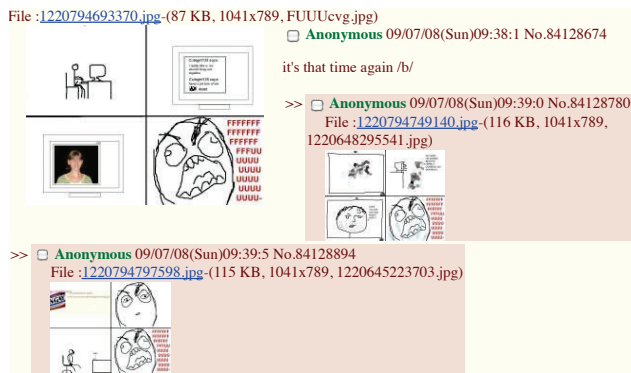 File :1220794693370.jpg-(87 KB, 1041x789, FUUUcvg.jpg)
Anonymous 09/07/08(Sun)09:38:1 No.84128674
it's that time again /b/
FFFFFFF
FFFFFFF
FFFFFF
FFFUU
UUUU
UUUU
UUUU
UUUU
UUUU-
>> Anonymous 09/07/08(Sun)09:39:0 No.84128780
File :1220794749140.jpg-(116 KB, 1041x789,
1220648295541.jpg)
>> Anonymous 09/07/08(Sun)09:39:5 No.84128894
File :1220794797598.jpg-(115 KB, 1041x789, 1220645223703.jpg)